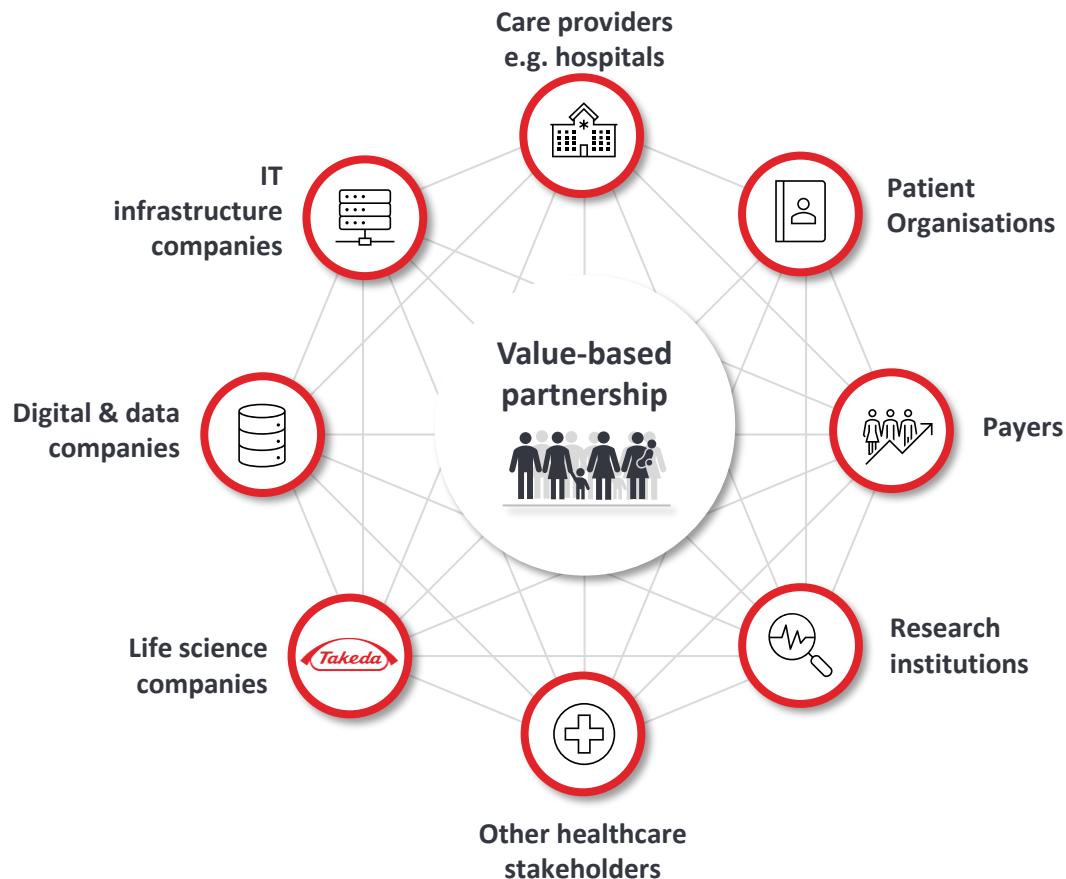 Care providers
e.g. hospitals
IT
infrastructure
companies
Patient
Organisations
Value-based
partnership
Digital & data
companies
Payers
Life science
companies
Takeda
Research
institutions
Other healthcare
stakeholders